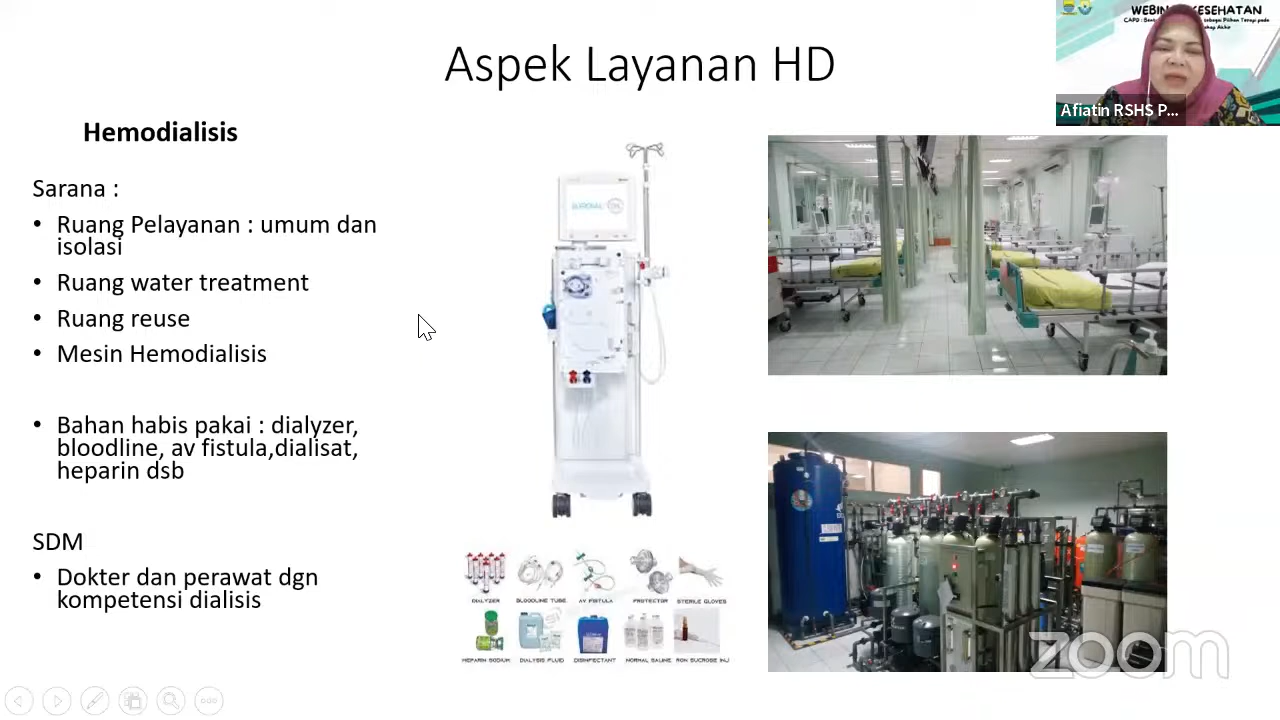 WEBINAR KESEHATAN
Aspek Layanan HD
Afiatin RSHS P...
Hemodialisis
Sarana :
• Ruang Pelayanan : umum dan
isolasi
• Ruang water treatment
• Ruang reuse
• Mesin Hemodialisis
• Bahan habis pakai : dialyzer,
bloodline, av fistula,dialisat,
heparin dsb
SDM
• Dokter dan perawat dgn
kompetensi dialisis
DIALYZER
BLOODLINE TUBE
AV FISTULA
PROTECTOR
STERILE GLOVES
HEPARIN SODIUM
DIALYSIS FLUID
DISINFECTANT
NORMAL SALINE
IRON SUCROSE INJ
zoom